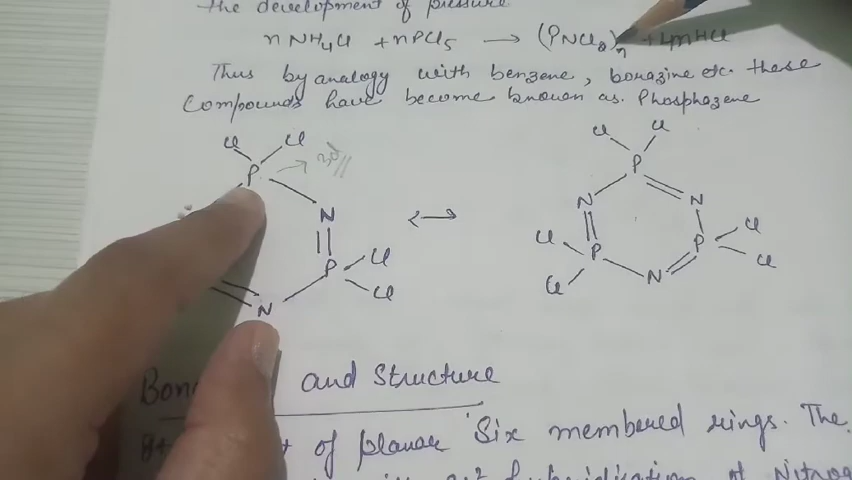 the development of pressure.
n NH4Cl + nPCl5 → (PNCl2)n + 4nHCl
Thus by analogy with benzene, borazine etc. these
Compounds have become known as. Phosphazene
Cl Cl Cl Cl
P P
N N N
P Cl Cl P P Cl
Cl Cl Cl
N N
and Structure
of planar Six membered rings. The
of Nitrog